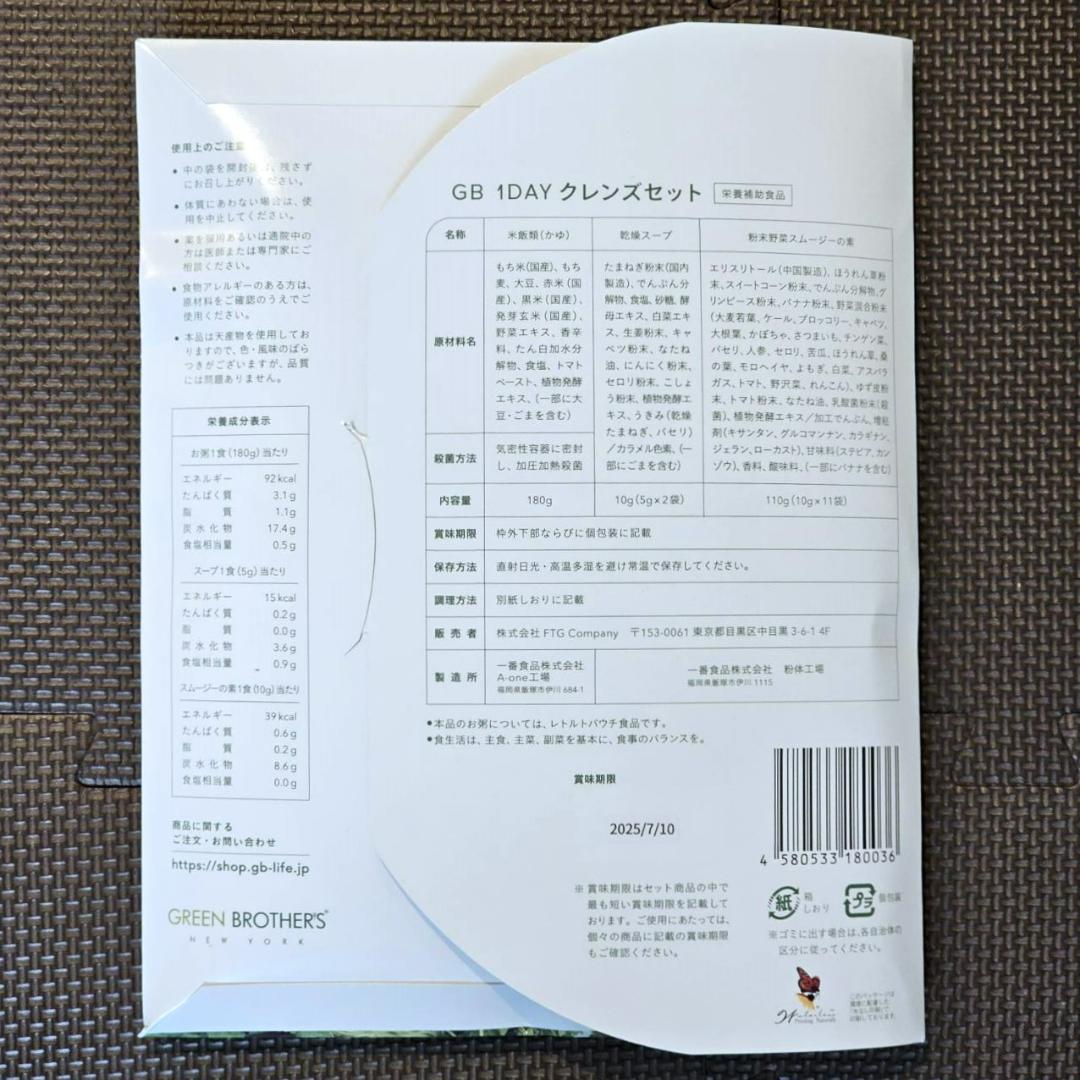 使用上のご注意
• 中の袋を開封後は、残さず
にお召し上がりください。
• 体質にあわない場合は、使
用を中止してください。
• 薬を服用あるいは通院中の
方は医師または専門家にご
相談ください。
• 食物アレルギーのある方は、
原材料をご確認のうえでご
使用ください。
• 本品は天産物を使用してお
りますので、色・風味のばら
つきがございますが、品質
には問題ありません。
栄養成分表示
お粥1食(180g)当たり
エネルギー 92kcal
たんぱく質 3.1g
脂質 1.1g
炭水化物 17.4g
食塩相当量 0.5g
スープ1食(5g)当たり
エネルギー 15kcal
たんぱく質 0.2g
脂質 0.0g
炭水化物 3.6g
食塩相当量 0.9g
スムージーの素1食(10g)当たり
エネルギー 39kcal
たんぱく質 0.6g
脂質 0.2g
炭水化物 8.6g
食塩相当量 0.0g
商品に関する
ご注文・お問い合わせ
https://shop.gb-life.jp
GREEN BROTHER'S®
NEW YORK
GB 1DAY クレンズセット 栄養補助食品
名称 米飯類(かゆ) 乾燥スープ 粉末野菜スムージーの素
原材料名
もち米(国産)、もち
麦、大豆、赤米(国
産)、黒米(国産)、
発芽玄米(国産)、
野菜エキス、香辛
料、たん白加水分
解物、食塩、トマト
ペースト、植物発酵
エキス、(一部に大
豆・ごまを含む)
たまねぎ粉末(国内
製造)、でんぷん分
解物、食塩、砂糖、酵
母エキス、白菜エキ
ス、生姜粉末、キャ
ベツ粉末、なたね
油、にんにく粉末、
セロリ粉末、こしょ
う粉末、植物発酵エ
キス、うきみ(乾燥
たまねぎ、パセリ)
/カラメル色素、(一
部にごまを含む)
エリスリトール(中国製造)、ほうれん草粉
末、スイートコーン粉末、でんぷん分解物、グ
リンピース粉末、バナナ粉末、野菜混合粉末
(大麦若葉、ケール、ブロッコリー、キャベツ、
大根葉、かぼちゃ、さつまいも、チンゲン菜、
パセリ、人参、セロリ、苦瓜、ほうれん草、桑
の葉、モロヘイヤ、よもぎ、白菜、アスパラ
ガス、トマト、野沢菜、れんこん)、ゆず皮粉
末、トマト粉末、なたね油、乳酸菌粉末(殺
菌)、植物発酵エキス/加工でんぷん、増粘
剤(キサンタン、グルコマンナン、カラギナン、
ジェラン、ローカスト)、甘味料(ステビア、カン
ゾウ)、香料、酸味料、(一部にバナナを含む)
殺菌方法
気密性容器に密封
し、加圧加熱殺菌
内容量 180g 10g(5g×2袋) 110g(10g×11袋)
賞味期限 枠外下部ならびに個包装に記載
保存方法 直射日光・高温多湿を避け常温で保存してください。
調理方法 別紙しおりに記載
販売者 株式会社 FTG Company 〒153-0061 東京都目黒区中目黒 3-6-1 4F
製造所
一番食品株式会社
A-one工場
福岡県飯塚市伊川 684-1
一番食品株式会社 粉体工場
福岡県飯塚市伊川 1115
●本品のお粥については、レトルトパウチ食品です。
●食生活は、主食、主菜、副菜を基本に、食事のバランスを。
賞味期限
2025/7/10
4 580533 180036
※賞味期限はセット商品の中で
最も短い賞味期限を記載して
おります。ご使用にあたっては、
個々の商品に記載の賞味期限
もご確認ください。
紙 箱
しおり
プラ 個包装
※ゴミに出す場合は、各自治体の
区分に従ってください。
Waterless
Printing Naturally
このパッケージは
環境に配慮した
「水なし印刷」で
印刷しております。